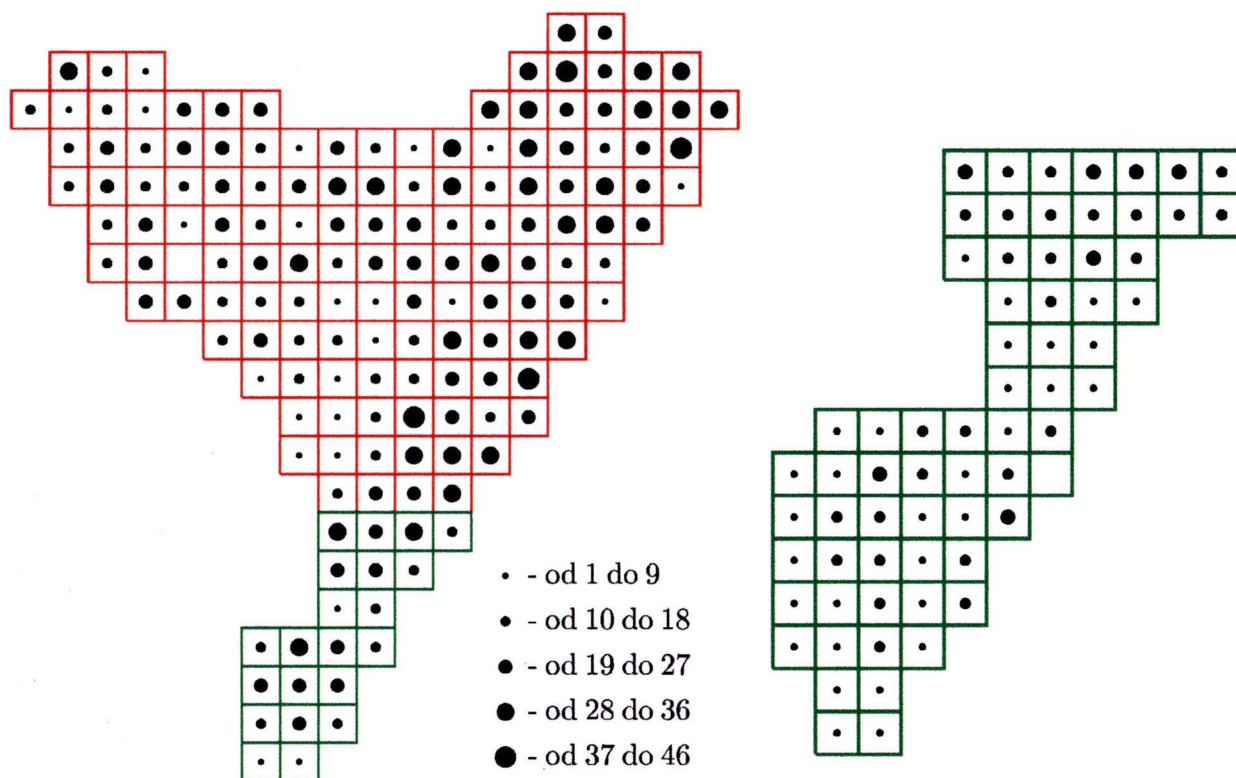 - od 1 do 9
- od 10 do 18
- od 19 do 27
- od 28 do 36
- od 37 do 46